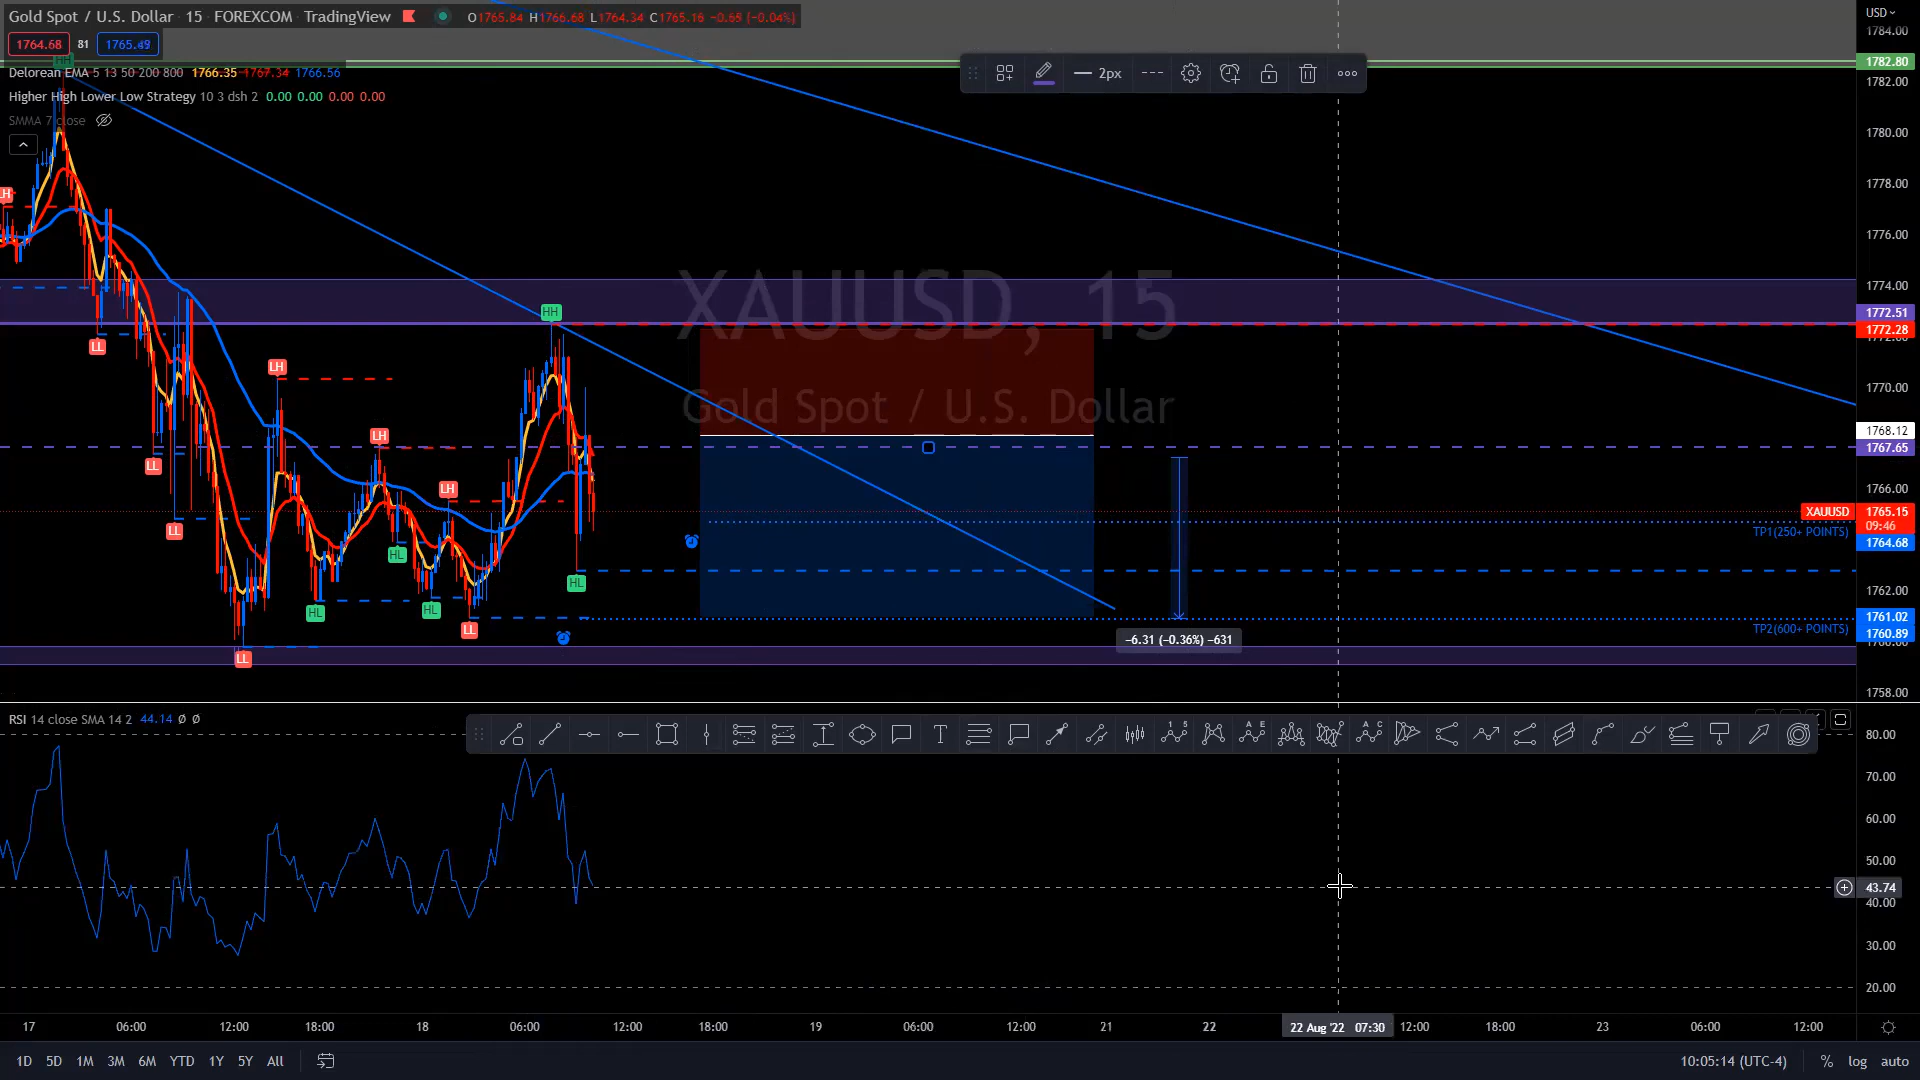 Gold Spot / U.S. Dollar · 15 · FOREXCOM · TradingView O1765.84 H1766.68 L1764.34 C1765.16 −0.65 (−0.04%)
1764.68 81 1765.49
Delorean EMA 5 13 50 200 800 1766.35 1767.34 1766.56
Higher High Lower Low Strategy 10 3 dsh 2 0.00 0.00 0.00 0.00
SMMA 7 close
2px
USD
1784.00
1782.80
1782.00
1780.00
1778.00
1776.00
1774.00
1772.51
1772.28
1770.00
1768.12
1767.65
1766.00
XAUUSD 1765.15
09:46
TP1(250+ POINTS)
1764.68
1762.00
1761.02
TP2(600+ POINTS)
1760.89
1758.00
XAUUSD, 15
Gold Spot / U.S. Dollar
HH
LH
LL
HH
LH
LL
LH
LL
LH
LL
HL
HL
HL
HL
LL
LL
−6.31 (−0.36%) −631
RSI 14 close SMA 14 2 44.14 Ø Ø
80.00
70.00
60.00
50.00
43.74
40.00
30.00
20.00
17 06:00 12:00 18:00 18 06:00 12:00 18:00 19 06:00 12:00 21 22 22 Aug '22 07:30 12:00 18:00 23 06:00 12:00
1D 5D 1M 3M 6M YTD 1Y 5Y All 10:05:14 (UTC-4) % log auto